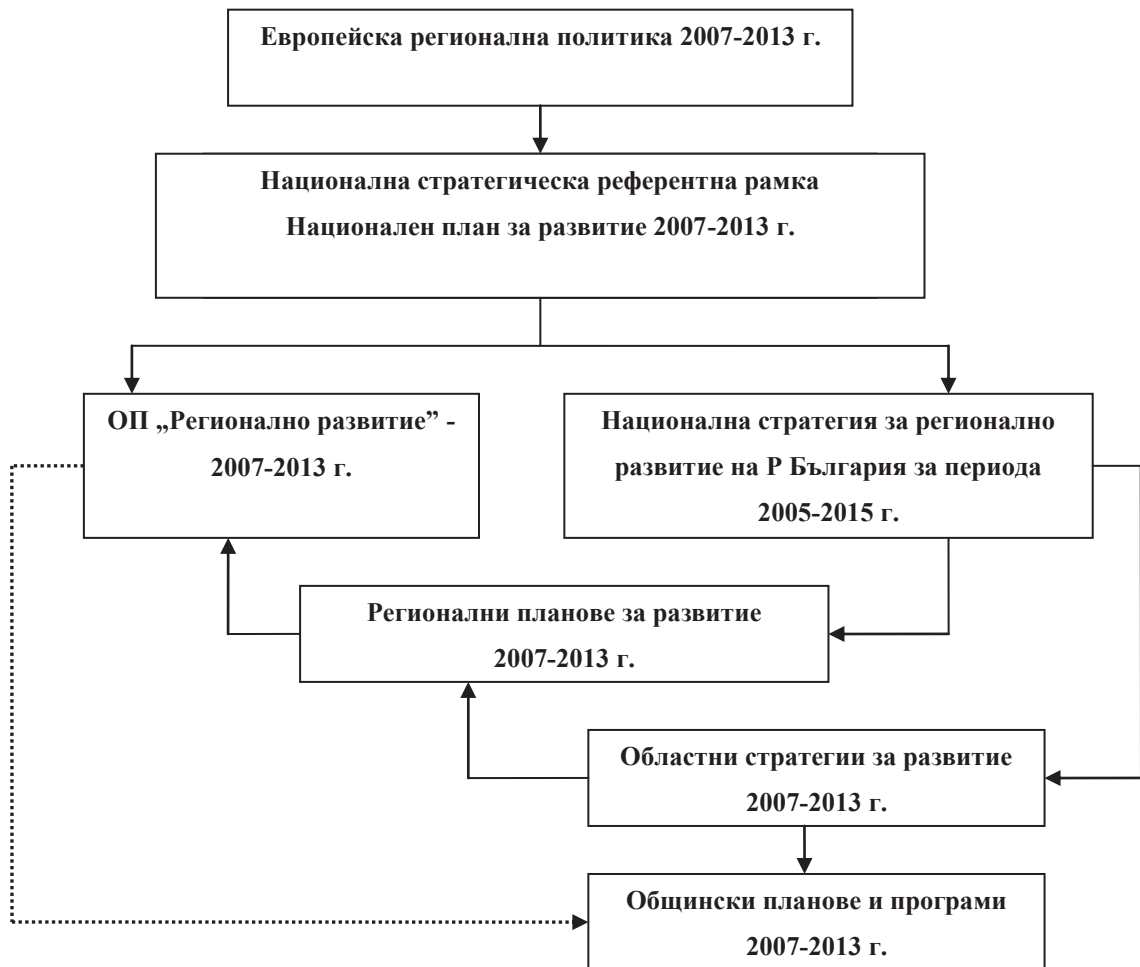 Европейска регионална политика 2007-2013 г.
Национална стратегическа референтна рамка
Национален план за развитие 2007-2013 г.
ОП „Регионално развитие” -
2007-2013 г.
Национална стратегия за регионално
развитие на Р България за периода
2005-2015 г.
Регионални планове за развитие
2007-2013 г.
Областни стратегии за развитие
2007-2013 г.
Общински планове и програми
2007-2013 г.